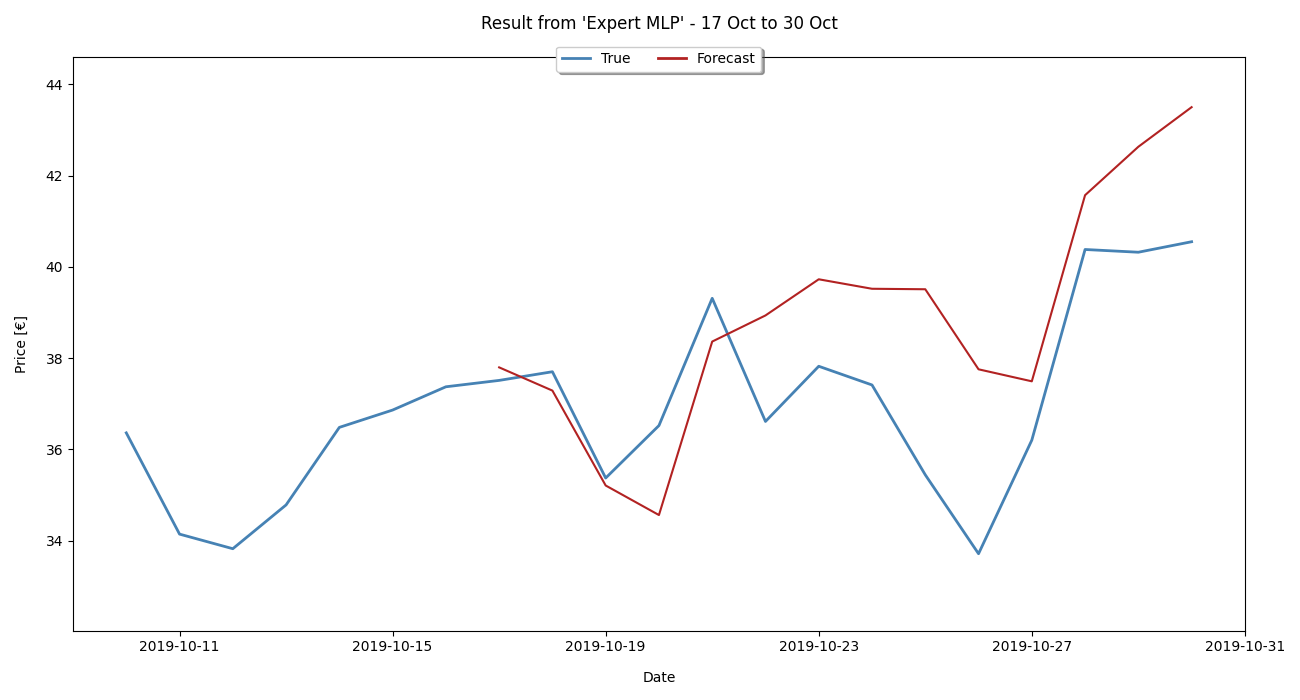 Result from 'Expert MLP' - 17 Oct to 30 Oct
True Forecast
44
42
40
38
36
34
Price [€]
2019-10-11 2019-10-15 2019-10-19 2019-10-23 2019-10-27 2019-10-31
Date